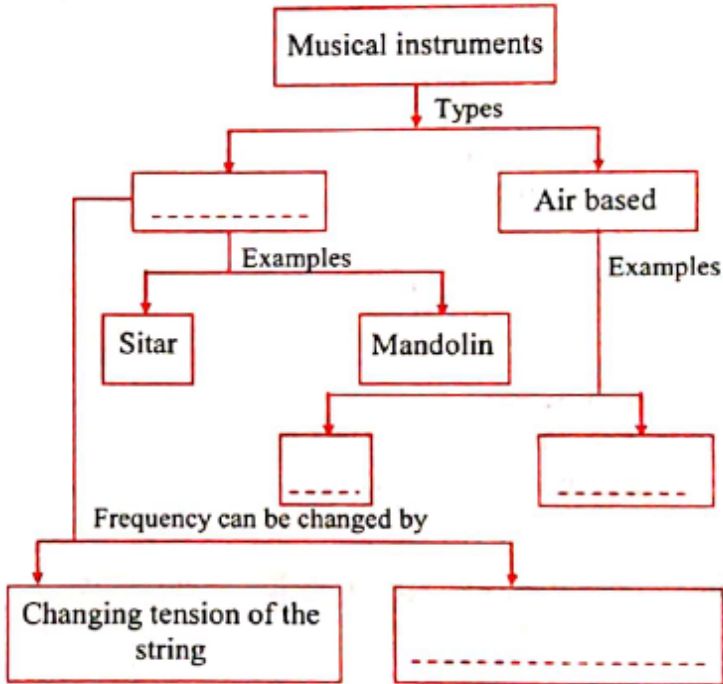 Musical instruments
Types
Air based
Examples
Examples
Sitar
Mandolin
Frequency can be changed by
Changing tension of the
string